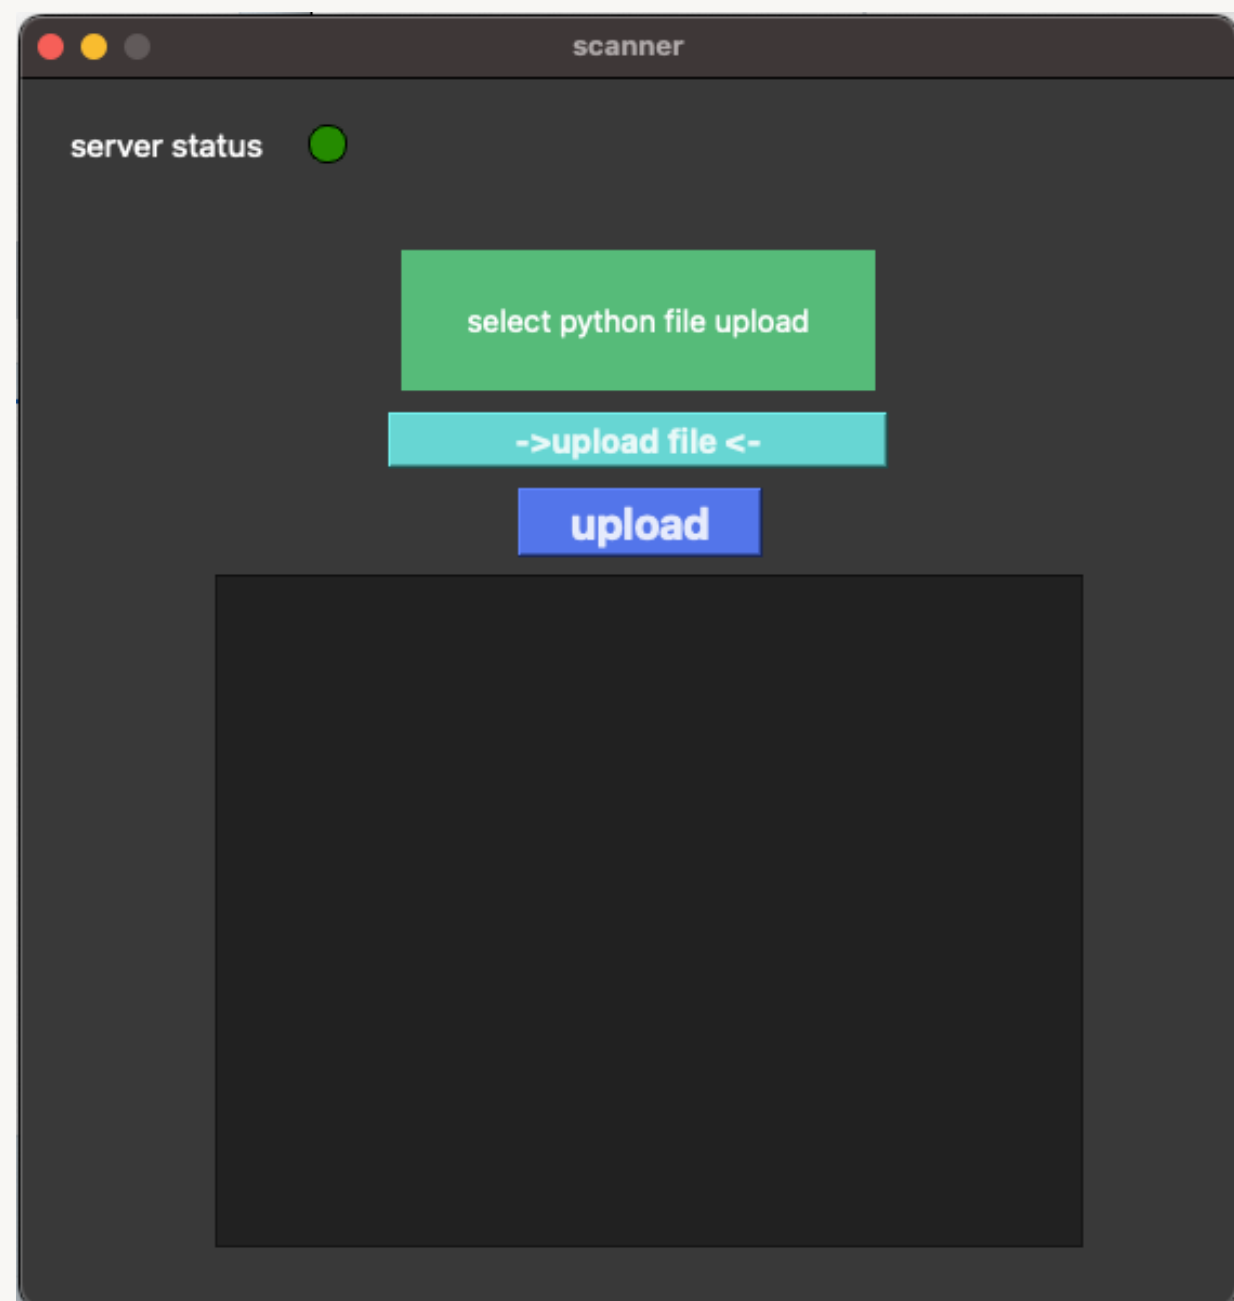 scanner
server status
select python file upload
->upload file <-
upload